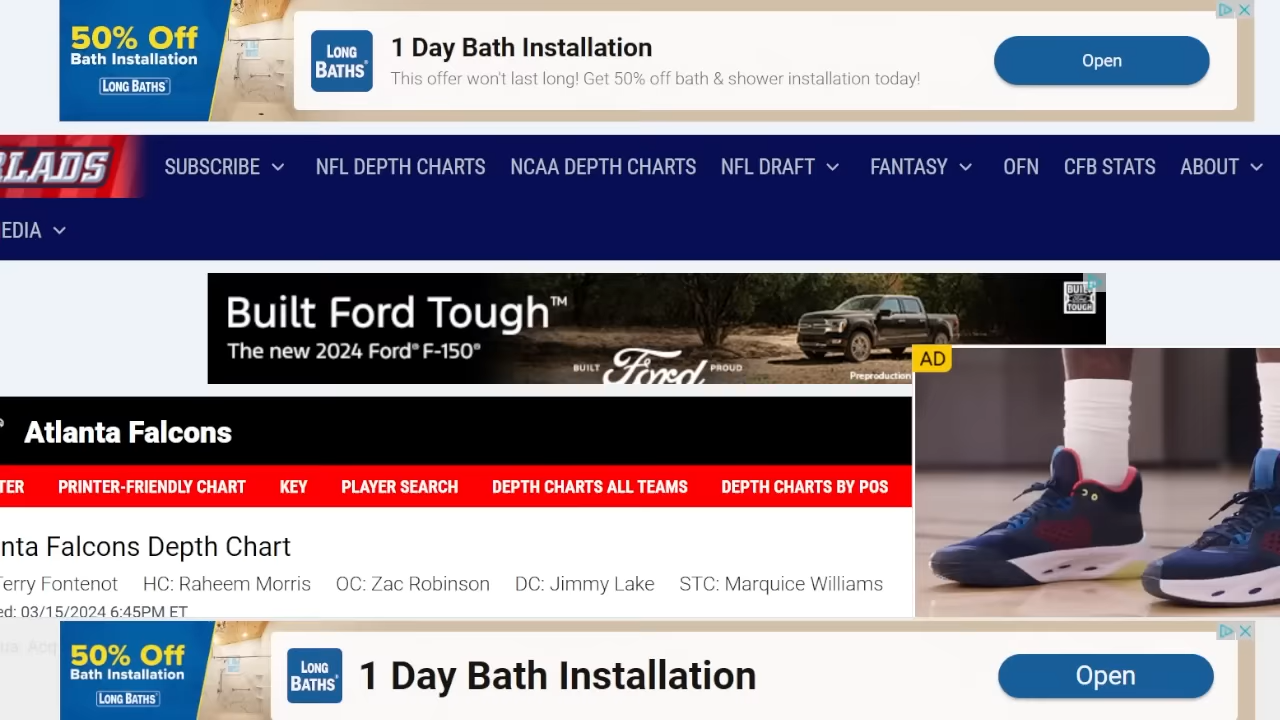 50% Off
Bath Installation
LONG BATHS
LONG
BATHS
1 Day Bath Installation
This offer won't last long! Get 50% off bath & shower installation today!
Open
LADS
SUBSCRIBE NFL DEPTH CHARTS NCAA DEPTH CHARTS NFL DRAFT FANTASY OFN CFB STATS ABOUT
EDIA
Built Ford Tough™
The new 2024 Ford® F-150®
BUILT Ford PROUD
Preproduction
BUILT
Ford
TOUGH
AD
Atlanta Falcons
TER PRINTER-FRIENDLY CHART KEY PLAYER SEARCH DEPTH CHARTS ALL TEAMS DEPTH CHARTS BY POS
nta Falcons Depth Chart
Terry Fontenot HC: Raheem Morris OC: Zac Robinson DC: Jimmy Lake STC: Marquice Williams
ed: 03/15/2024 6:45PM ET
50% Off
Bath Installation
LONG BATHS
LONG
BATHS
1 Day Bath Installation
Open